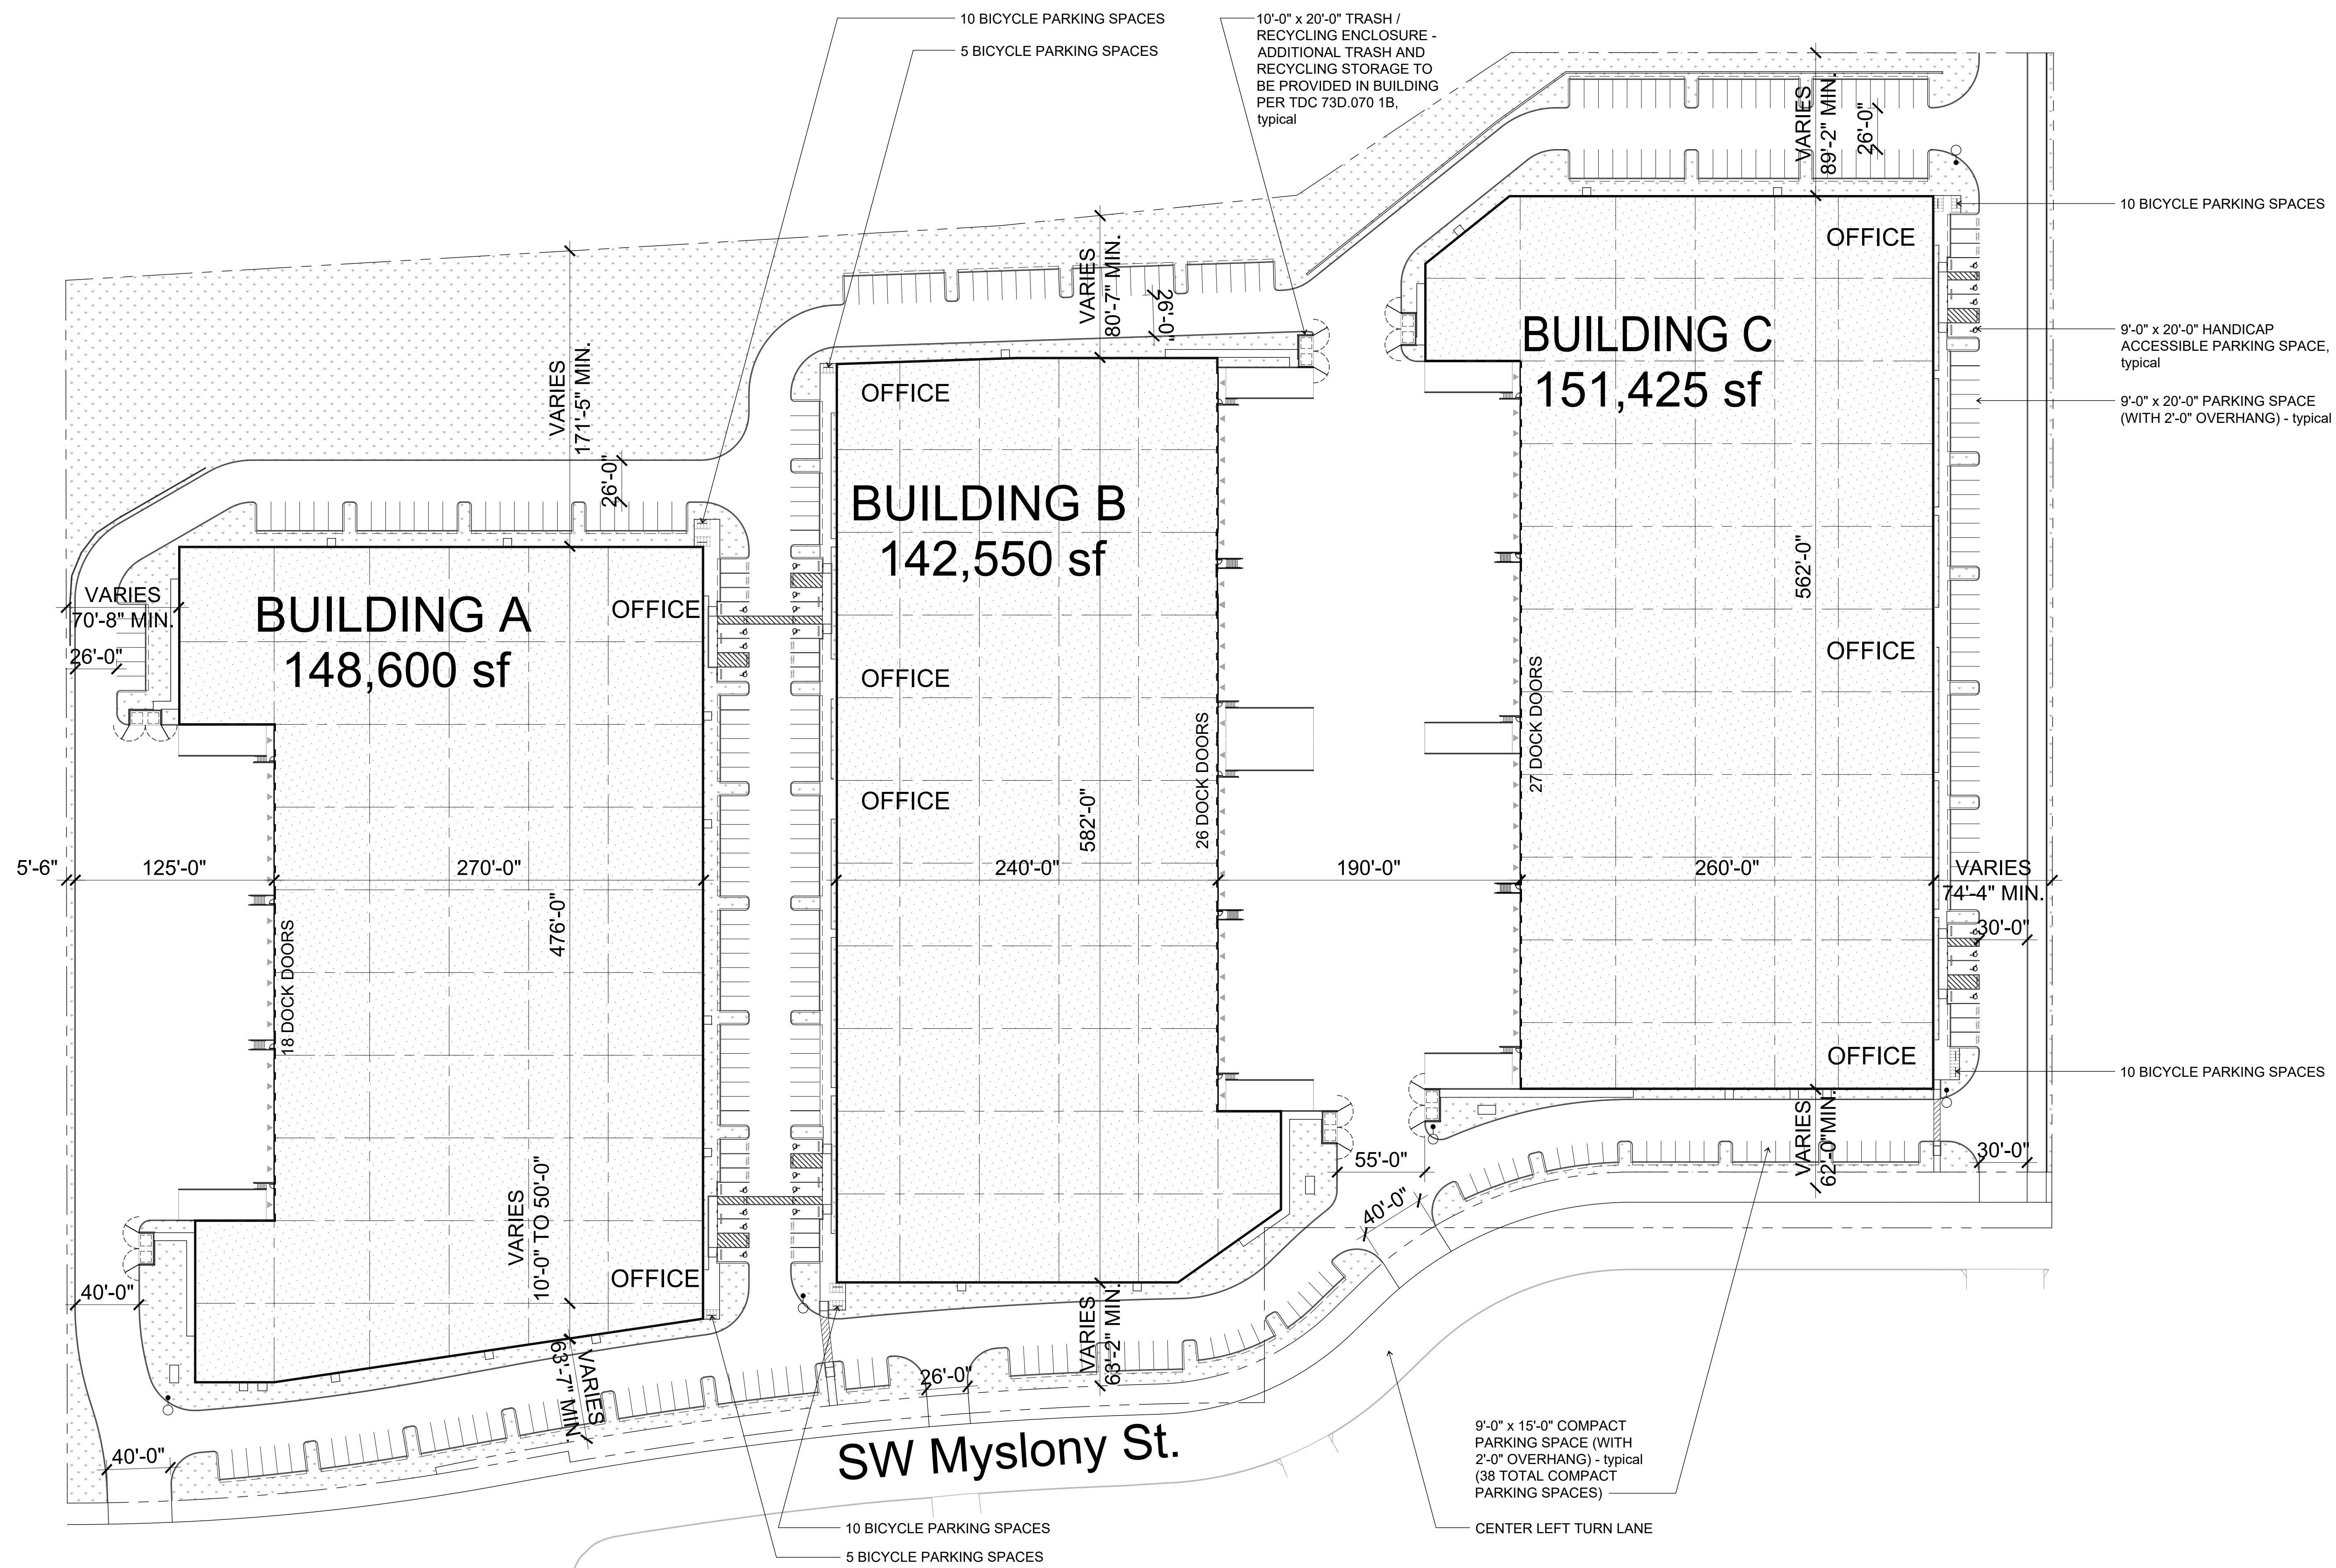 10 BICYCLE PARKING SPACES
5 BICYCLE PARKING SPACES
10'-0" x 20'-0" TRASH /
RECYCLING ENCLOSURE -
ADDITIONAL TRASH AND
RECYCLING STORAGE TO
BE PROVIDED IN BUILDING
PER TDC 73D.070 1B,
typical
VARIES
89'-2" MIN.
26'-0"
10 BICYCLE PARKING SPACES
OFFICE
VARIES
80'-7" MIN.
26'-0"
BUILDING C
151,425 sf
9'-0" x 20'-0" HANDICAP
ACCESSIBLE PARKING SPACE,
typical
9'-0" x 20'-0" PARKING SPACE
(WITH 2'-0" OVERHANG) - typical
VARIES
171'-5" MIN.
26'-0"
OFFICE
BUILDING B
142,550 sf
562'-0"
VARIES
70'-8" MIN.
26'-0"
BUILDING A
148,600 sf
OFFICE
OFFICE
OFFICE
OFFICE
26 DOCK DOORS
27 DOCK DOORS
582'-0"
5'-6"
125'-0"
270'-0"
240'-0"
190'-0"
260'-0"
VARIES
74'-4" MIN.
30'-0"
476'-0"
18 DOCK DOORS
OFFICE
10 BICYCLE PARKING SPACES
VARIES
62'-0"MIN.
30'-0"
55'-0"
40'-0"
VARIES
10'-0" TO 50'-0"
OFFICE
40'-0"
VARIES
63'-2" MIN.
VARIES
63'-7" MIN.
26'-0"
40'-0"
SW Myslony St.
9'-0" x 15'-0" COMPACT
PARKING SPACE (WITH
2'-0" OVERHANG) - typical
(38 TOTAL COMPACT
PARKING SPACES)
CENTER LEFT TURN LANE
10 BICYCLE PARKING SPACES
5 BICYCLE PARKING SPACES